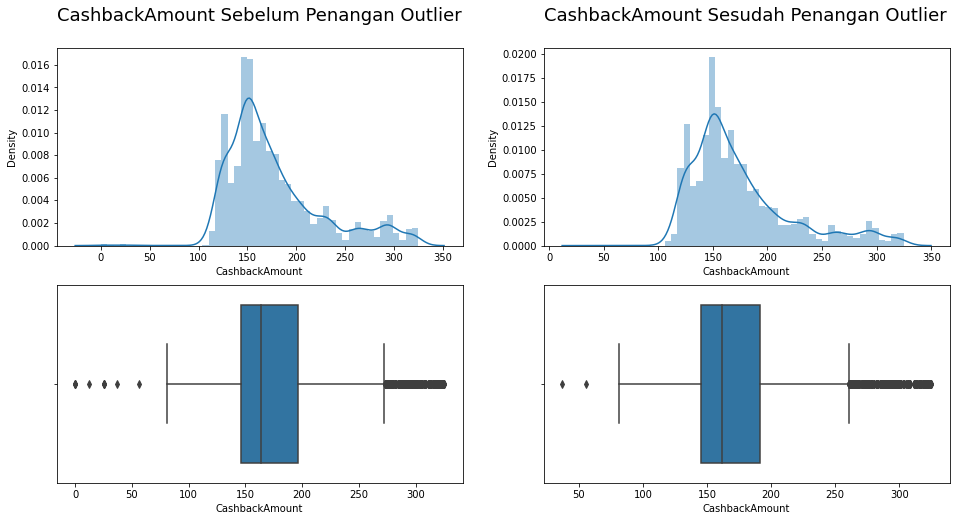 CashbackAmount Sebelum Penangan Outlier
CashbackAmount Sesudah Penangan Outlier
0.016
0.014
0.012
0.010
0.008
0.006
0.004
0.002
0.000
Density
0 50 100 150 200 250 300 350
CashbackAmount
0.0200
0.0175
0.0150
0.0125
0.0100
0.0075
0.0050
0.0025
0.0000
Density
0 50 100 150 200 250 300 350
CashbackAmount
0 50 100 150 200 250 300
CashbackAmount
50 100 150 200 250 300
CashbackAmount